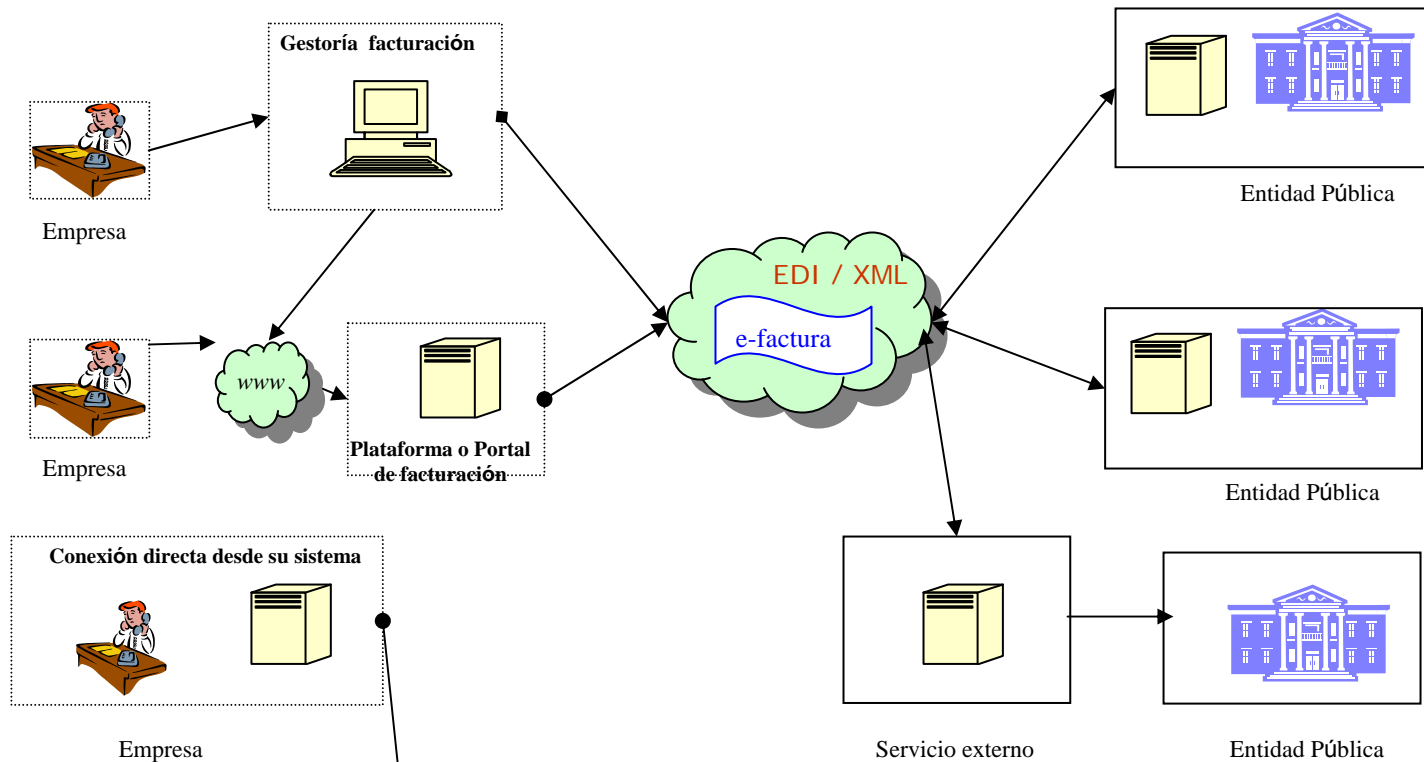 Gestoría facturación
Empresa
Entidad Pública
EDI / XML
e-factura
www
Empresa
Plataforma o Portal
de facturación
Entidad Pública
Conexión directa desde su sistema
Empresa
Servicio externo
Entidad Pública